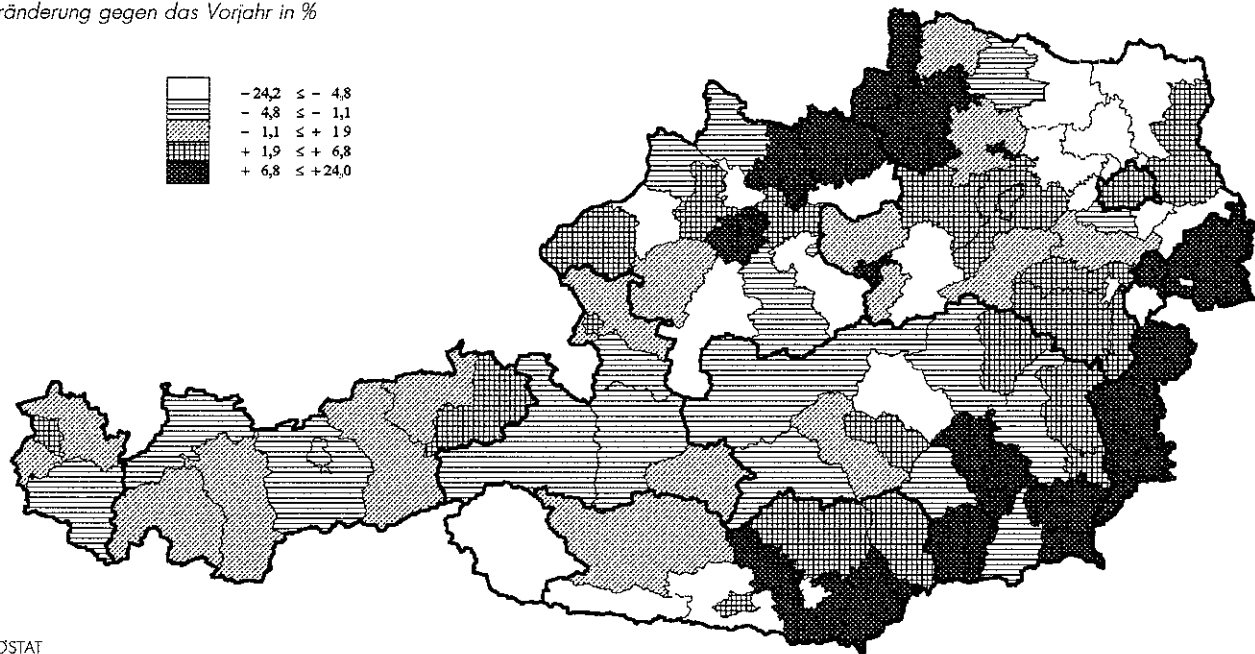 ränderung gegen das Vorjahr in %
- 24,2 ≤ - 4,8
- 4,8 ≤ - 1,1
- 1,1 ≤ + 1 9
+ 1,9 ≤ + 6,8
+ 6,8 ≤ +24,0
ÖSTAT